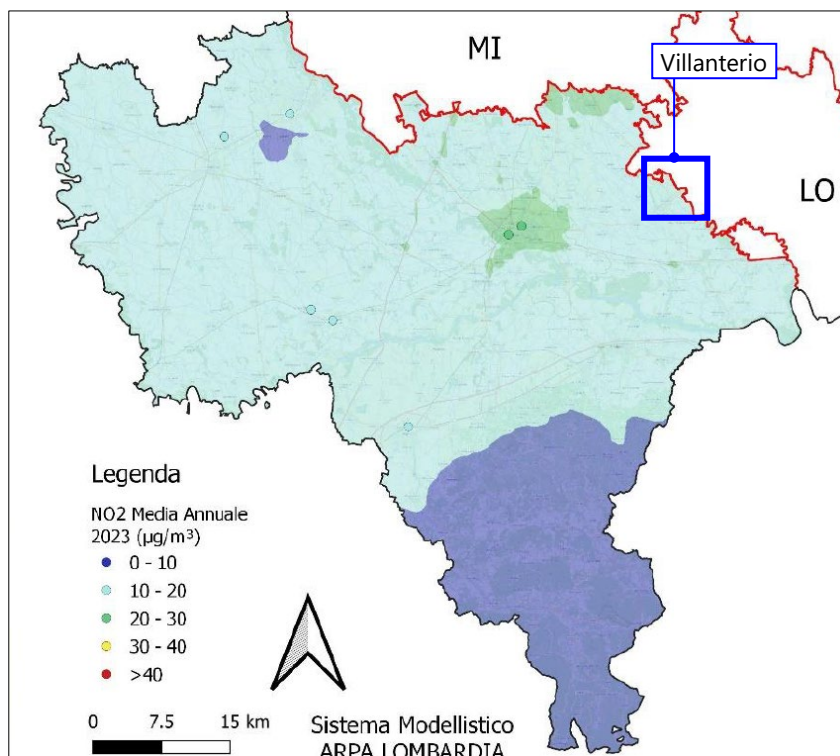 MI
Villanterio
LO
Legenda
NO2 Media Annuale
2023 (µg/m³)
0 - 10
10 - 20
20 - 30
30 - 40
>40
0 7.5 15 km
Sistema Modellistico
ARPA LOMBARDIA